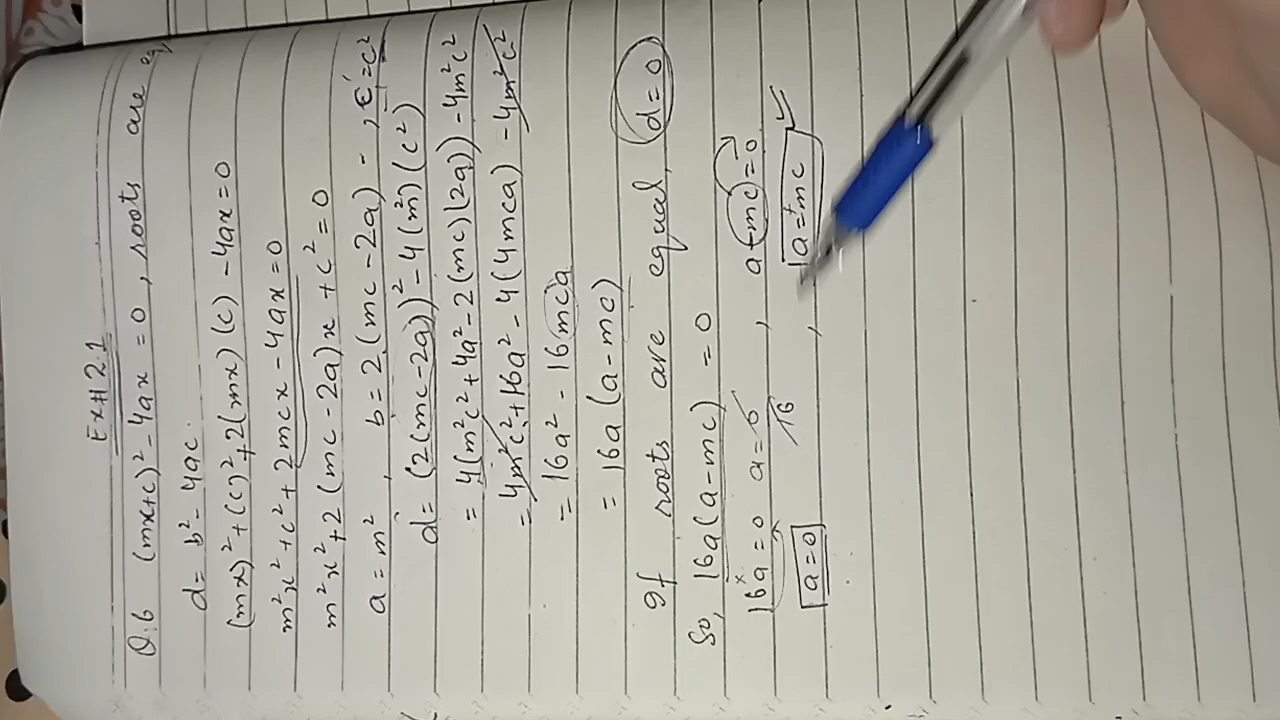 Ex# 2.1
Q.6 (mx+c)² - 4ax = 0, roots are eq
d = b² - 4ac.
(mx)² + (c)² + 2(mx)(c) - 4ax = 0
m²x² + c² + 2mcx - 4ax = 0
m²x² + 2(mc - 2a)x + c² = 0
a = m² , b = 2(mc - 2a) - , c = c²
d = (2(mc - 2a))² - 4(m²)(c²)
= 4(m²c² + 4a² - 2(mc)(2a)) - 4m²c²
= 4m²c² + 16a² - 4(4mca) - 4m²c²
= 16a² - 16mca
= 16a(a - mc)
If roots are equal, d = 0
So, 16a(a - mc) = 0
16a = 0 a = 0/16 , a - mc = 0
a = 0 , a = +mc